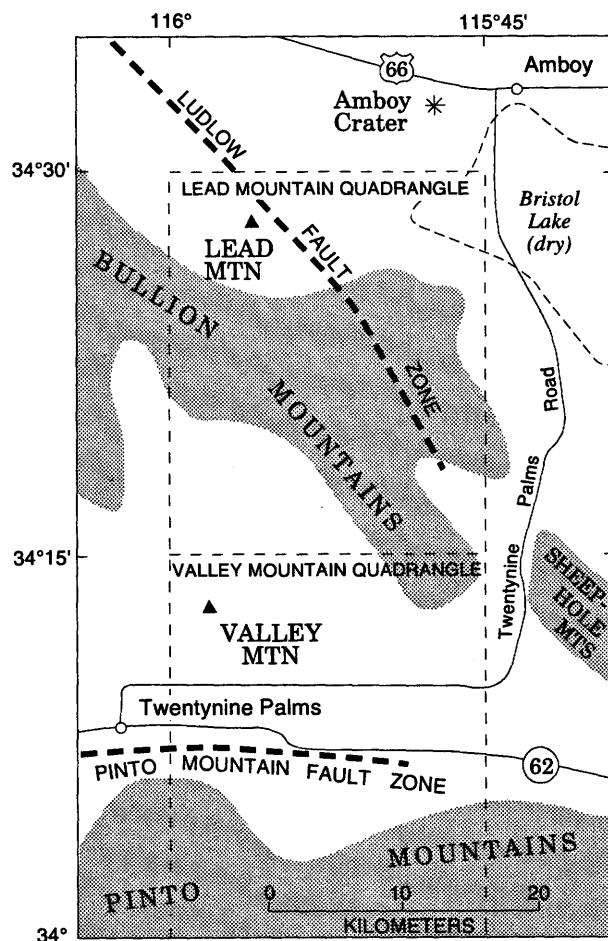 116°
115°45'
66
Amboy
Amboy
Crater
LUDLOW
34°30'
LEAD MOUNTAIN QUADRANGLE
Bristol
Lake
(dry)
LEAD
MTN
FAULT
BULLION
ZONE
Road
MOUNTAINS
Palms
34°15'
VALLEY MOUNTAIN QUADRANGLE
Twentynine
SHEEP-
HOLE
MTS
VALLEY
MTN
Twentynine Palms
62
PINTO MOUNTAIN FAULT ZONE
MOUNTAINS
PINTO
0 10 20
KILOMETERS
34°